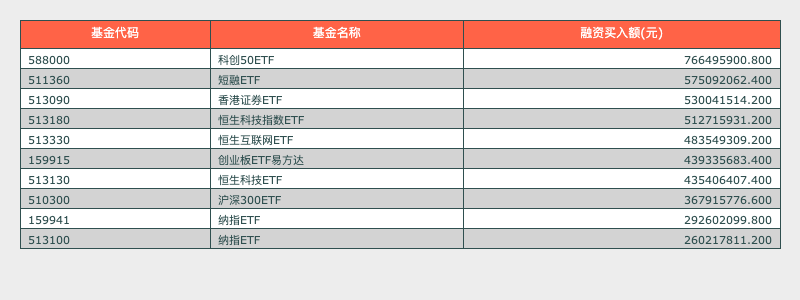 基金代码 基金名称 融资买入额(元)
588000 科创50ETF 766495900.800
511360 短融ETF 575092062.400
513090 香港证券ETF 530041514.200
513180 恒生科技指数ETF 512715931.200
513330 恒生互联网ETF 483549309.200
159915 创业板ETF易方达 439335683.400
513130 恒生科技ETF 435406407.400
510300 沪深300ETF 367915776.600
159941 纳指ETF 292602099.800
513100 纳指ETF 260217811.200